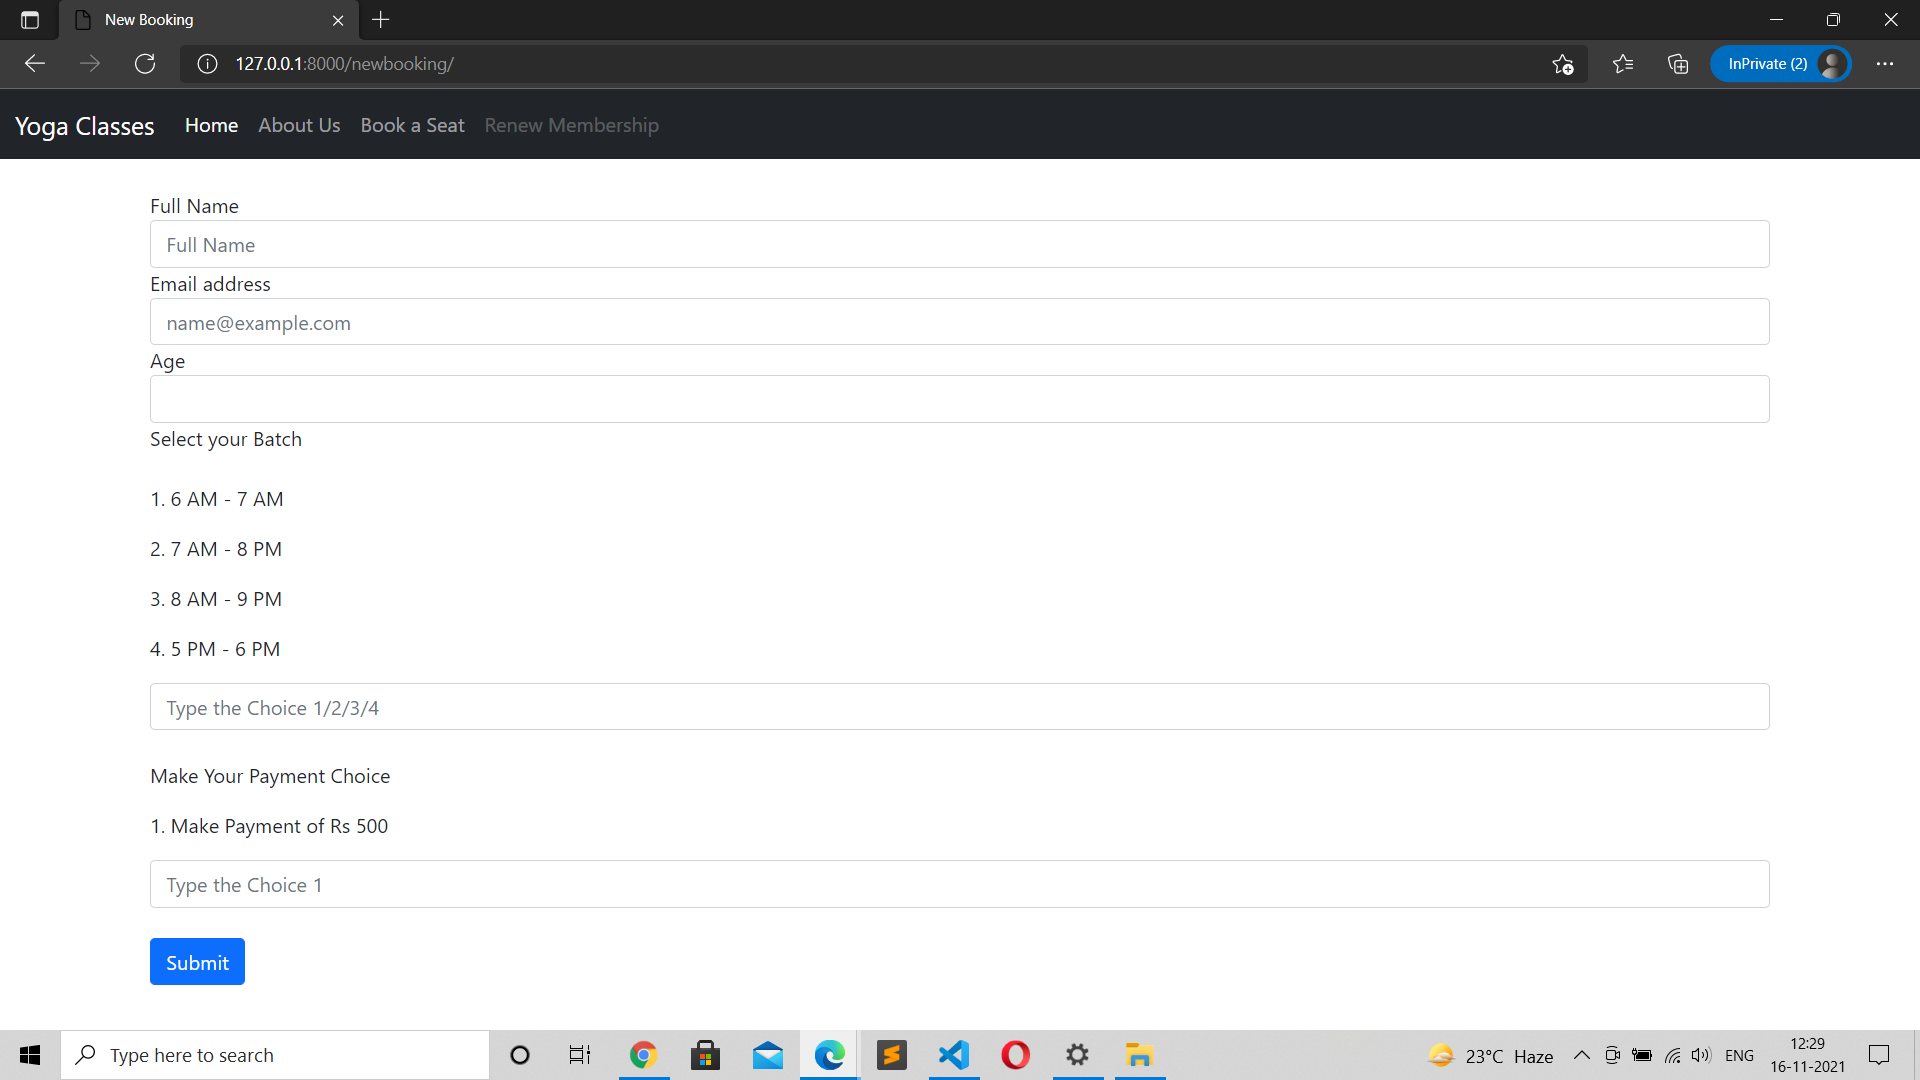 New Booking
127.0.0.1:8000/newbooking/
InPrivate (2)
Yoga Classes Home About Us Book a Seat Renew Membership
Full Name
Full Name
Email address
name@example.com
Age
Select your Batch
1. 6 AM - 7 AM
2. 7 AM - 8 PM
3. 8 AM - 9 PM
4. 5 PM - 6 PM
Type the Choice 1/2/3/4
Make Your Payment Choice
1. Make Payment of Rs 500
Type the Choice 1
Submit
Type here to search
23°C Haze
ENG
12:29
16-11-2021